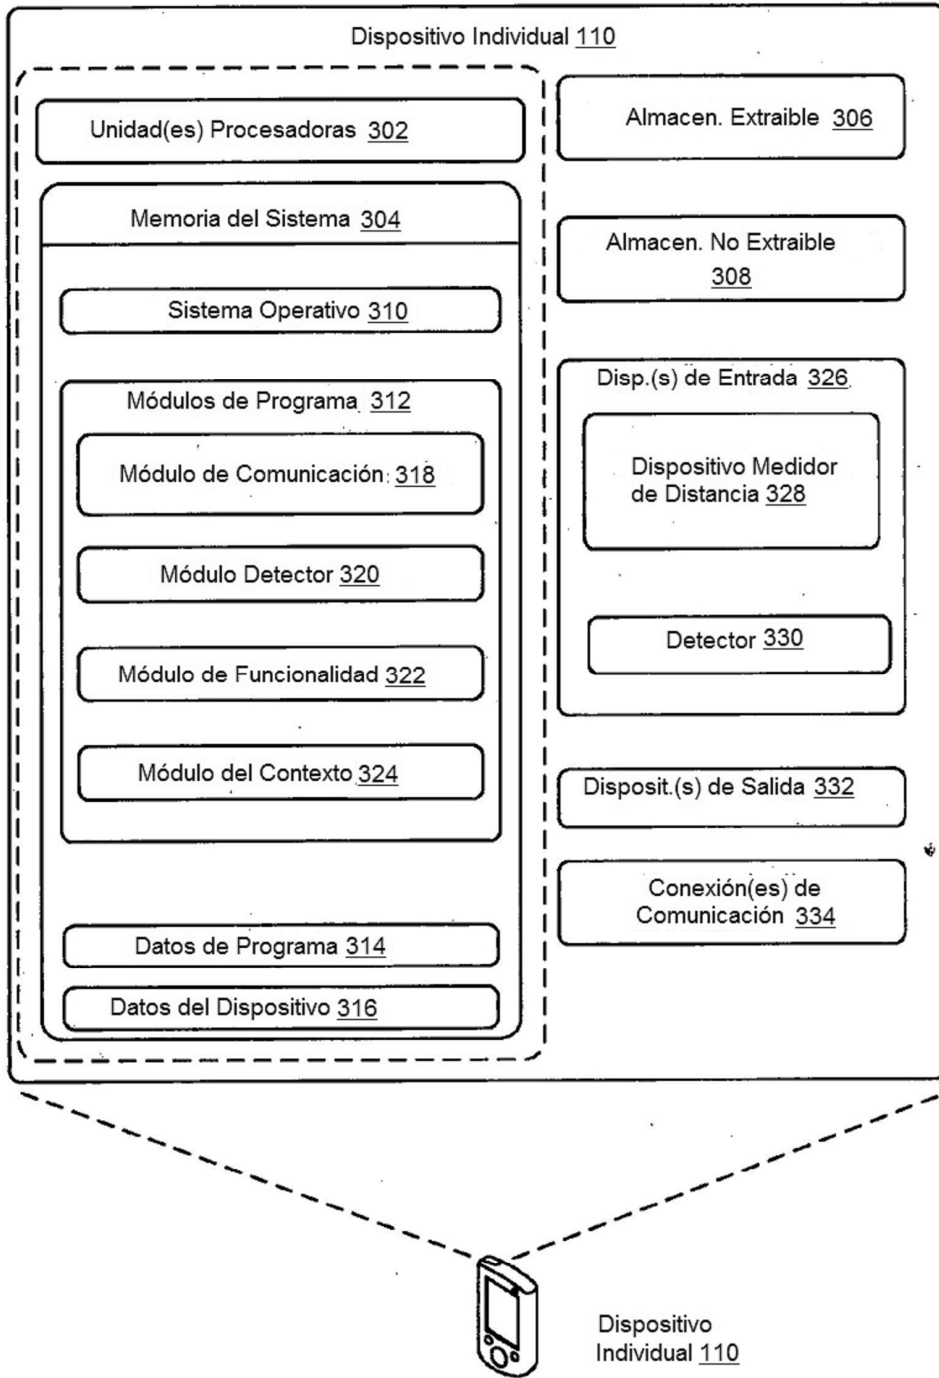 Dispositivo Individual 110
Unidad(es) Procesadoras 302
Memoria del Sistema 304
Sistema Operativo 310
Módulos de Programa 312
Módulo de Comunicación 318
Módulo Detector 320
Módulo de Funcionalidad 322
Módulo del Contexto 324
Datos de Programa 314
Datos del Dispositivo 316
Almacen. Extraible 306
Almacen. No Extraible
308
Disp.(s) de Entrada 326
Dispositivo Medidor
de Distancia 328
Detector 330
Disposit.(s) de Salida 332
Conexión(es) de
Comunicación 334
Dispositivo
Individual 110